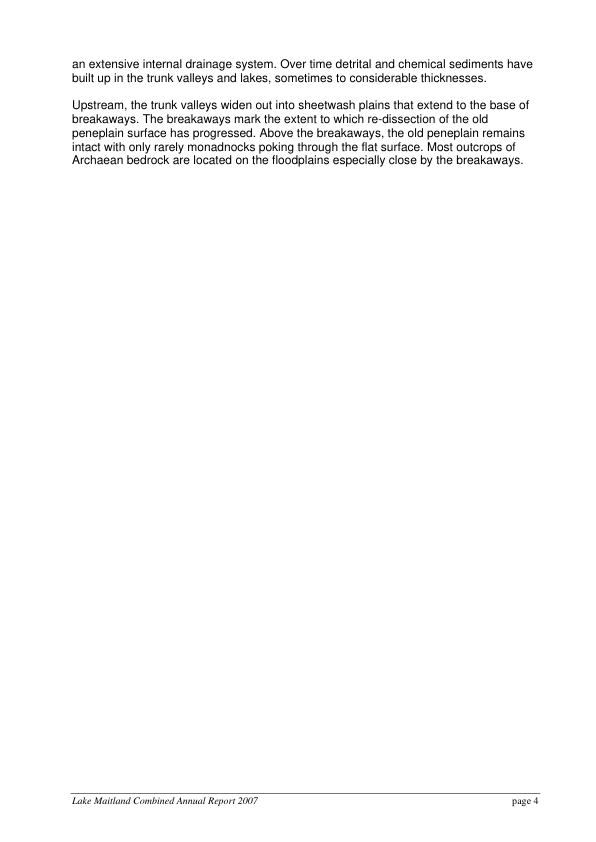 an extensive internal drainage system. Over time detrital and chemical sediments have
built up in the trunk valleys and lakes, sometimes to considerable thicknesses.
Upstream, the trunk valleys widen out into sheetwash plains that extend to the base of
breakaways. The breakaways mark the extent to which re-dissection of the old
peneplain surface has progressed. Above the breakaways, the old peneplain remains
intact with only rarely monadnocks poking through the flat surface. Most outcrops of
Archaean bedrock are located on the floodplains especially close by the breakaways.
Lake Maitland Combined Annual Report 2007 page 4